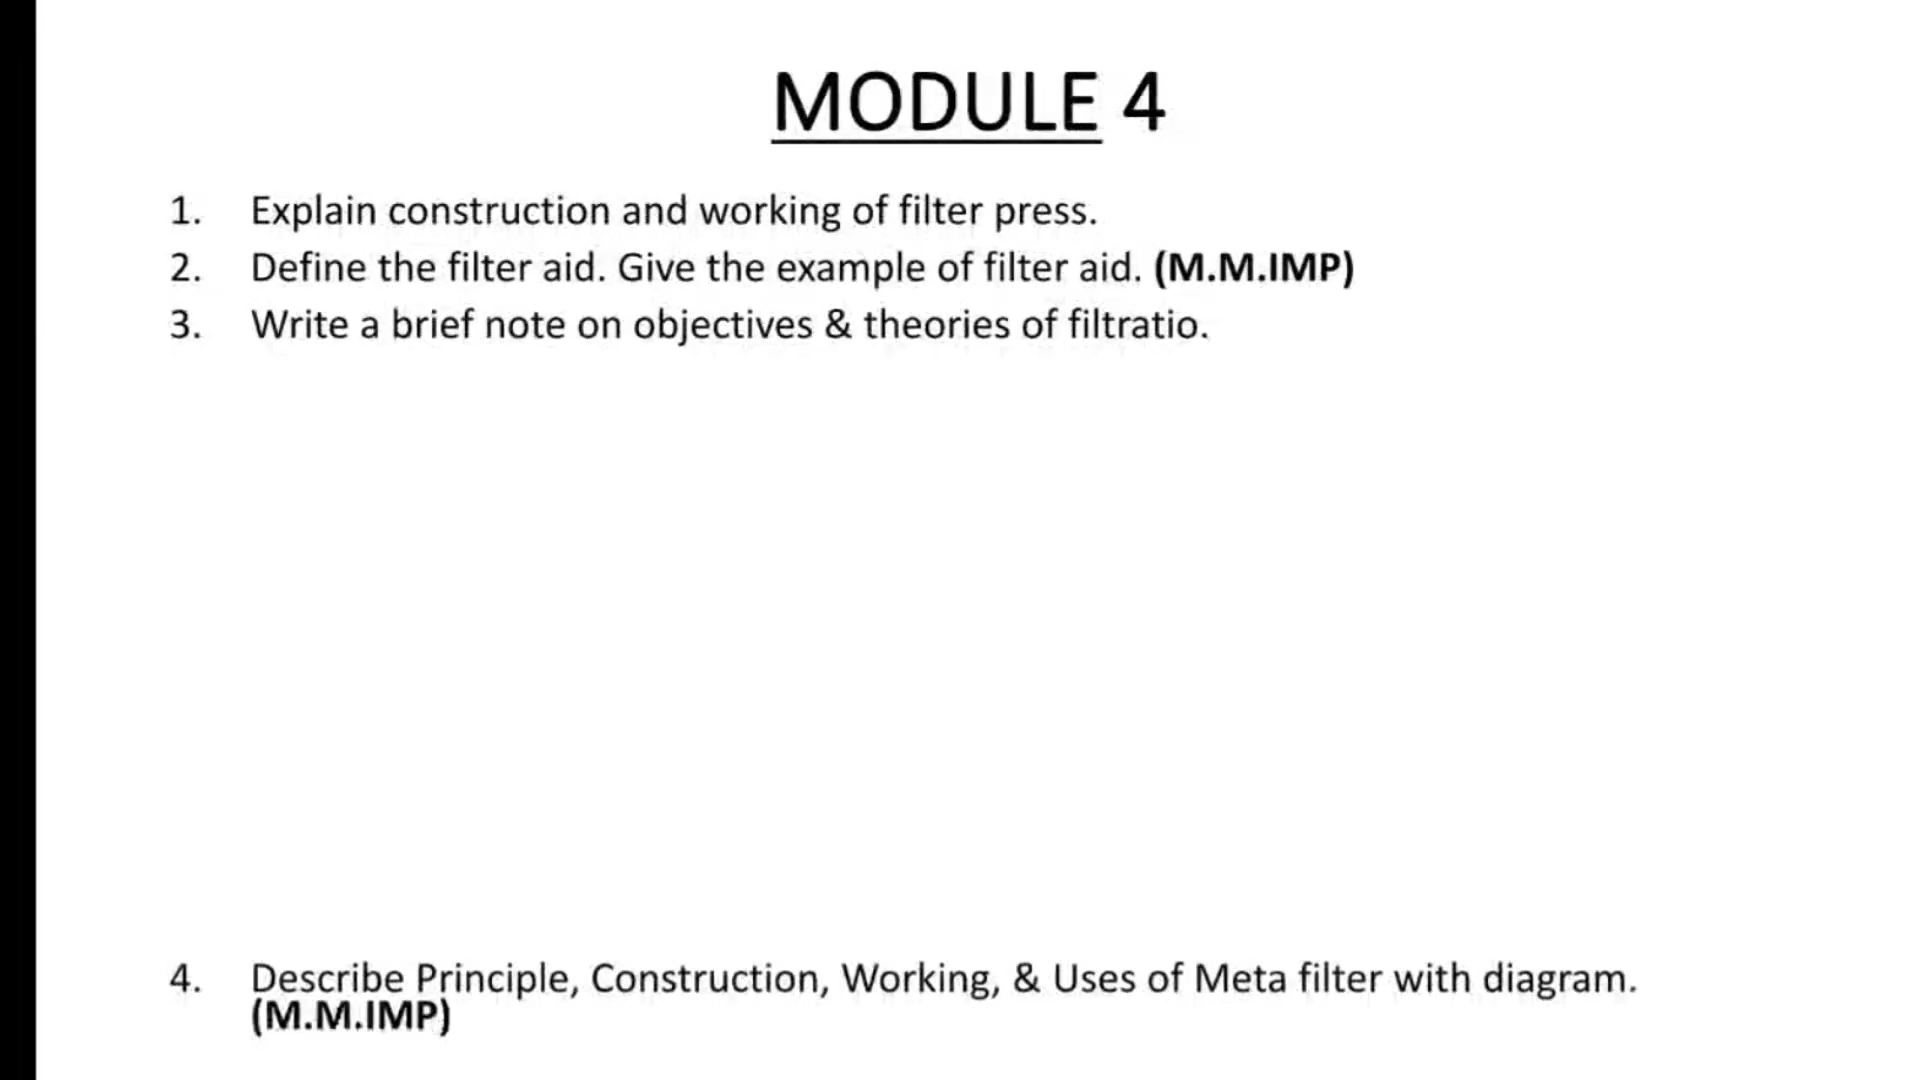 MODULE 4
1. Explain construction and working of filter press.
2. Define the filter aid. Give the example of filter aid. (M.M.IMP)
3. Write a brief note on objectives & theories of filtratio.
4. Describe Principle, Construction, Working, & Uses of Meta filter with diagram.
(M.M.IMP)